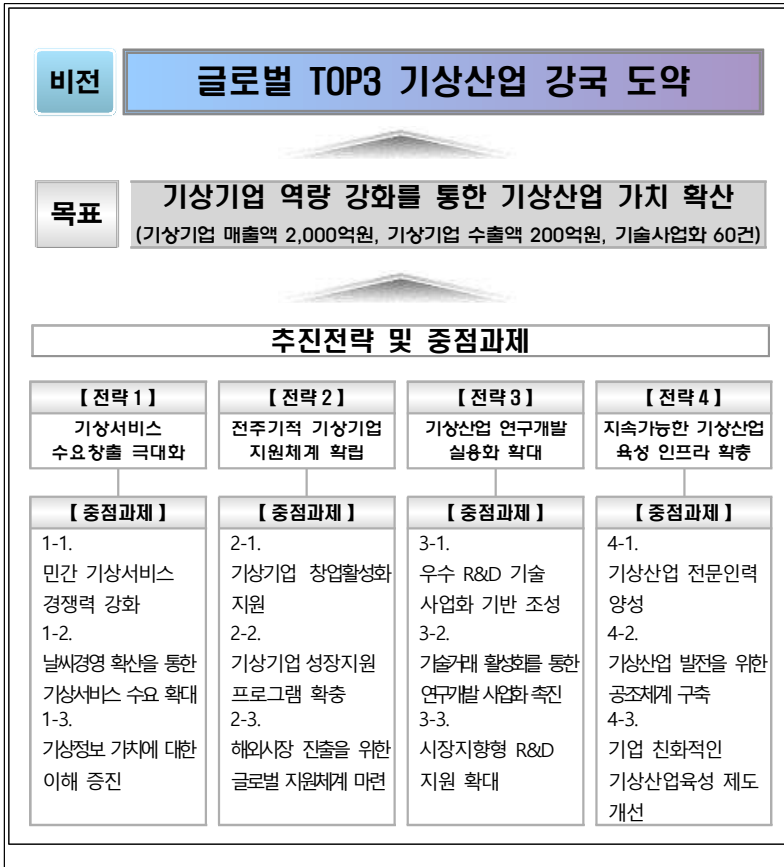 비전
글로벌 TOP3 기상산업 강국 도약
목표
기상기업 역량 강화를 통한 기상산업 가치 확산
(기상기업 매출액 2,000억원, 기상기업 수출액 200억원, 기술사업화 60건)
추진전략 및 중점과제
【 전략 1 】
기상서비스
수요창출 극대화
【 중점과제 】
1-1.
민간 기상서비스
경쟁력 강화
1-2.
날씨경영 확산을 통한
기상서비스 수요 확대
1-3.
기상정보 가치에 대한
이해 증진
【 전략 2 】
전주기적 기상기업
지원체계 확립
【 중점과제 】
2-1.
기상기업 창업활성화
지원
2-2.
기상기업 성장지원
프로그램 확충
2-3.
해외시장 진출을 위한
글로벌 지원체계 마련
【 전략 3 】
기상산업 연구개발
실용화 확대
【 중점과제 】
3-1.
우수 R&D 기술
사업화 기반 조성
3-2.
기술거래 활성화를 통한
연구개발 사업화 촉진
3-3.
시장지향형 R&D
지원 확대
【 전략 4 】
지속가능한 기상산업
육성 인프라 확충
【 중점과제 】
4-1.
기상산업 전문인력
양성
4-2.
기상산업 발전을 위한
공조체계 구축
4-3.
기업 친화적인
기상산업육성 제도
개선